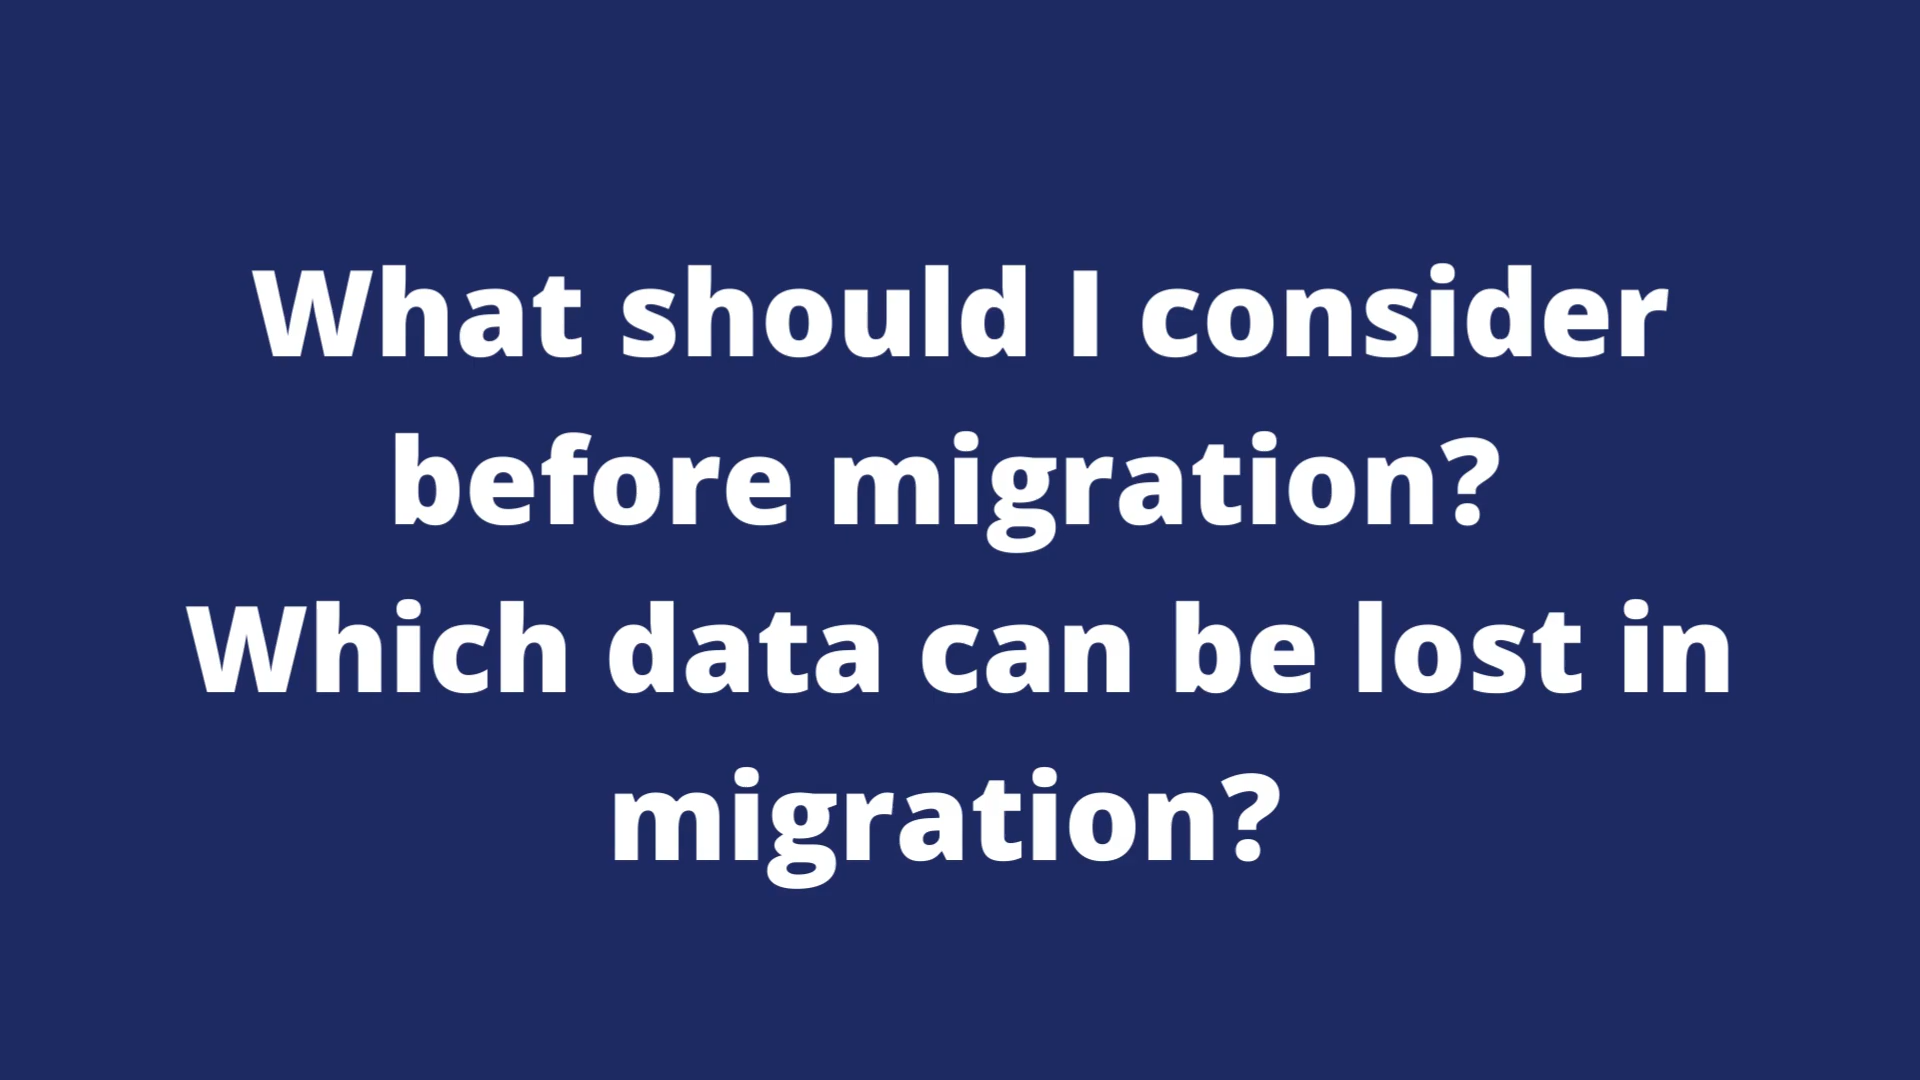 What should I consider
before migration?
Which data can be lost in
migration?